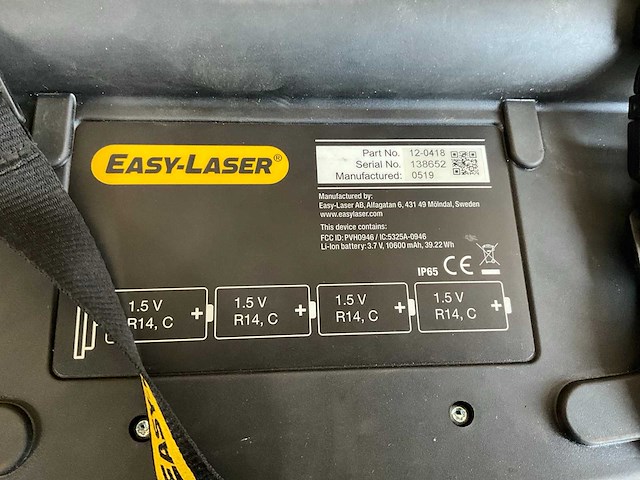 EASY-LASER®
Part No. 12-0418
Serial No. 138652
Manufactured: 0519
Manufactured by:
Easy-Laser AB, Alfagatan 6, 431 49 Mölndal, Sweden
www.easylaser.com
This device contains:
FCC ID: PVH0946 / IC:5325A-0946
Li-Ion battery: 3.7 V, 10600 mAh, 39.22 Wh
IP65 CE
1.5 V
R14, C
+
1.5 V
R14, C
+
1.5 V
R14, C
+
1.5 V
R14, C
+
EASY